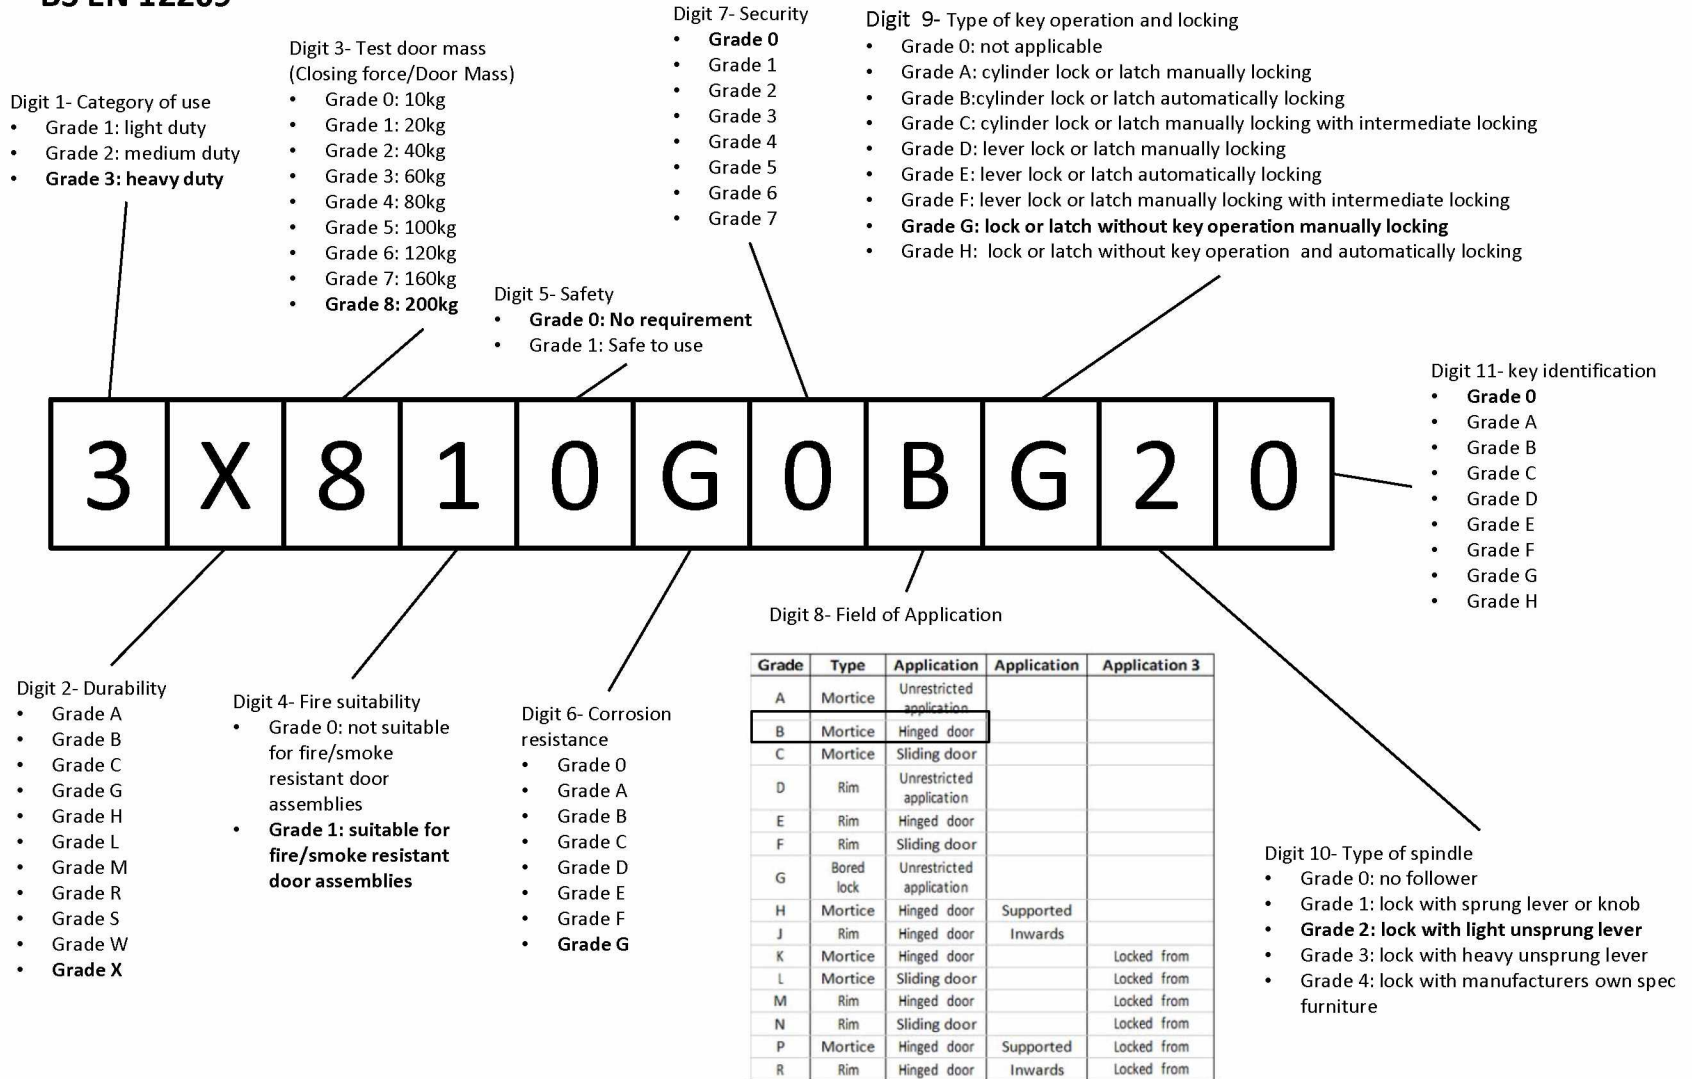 BS EN 12209
Digit 1- Category of use
• Grade 1: light duty
• Grade 2: medium duty
• Grade 3: heavy duty
Digit 3- Test door mass
(Closing force/Door Mass)
• Grade 0: 10kg
• Grade 1: 20kg
• Grade 2: 40kg
• Grade 3: 60kg
• Grade 4: 80kg
• Grade 5: 100kg
• Grade 6: 120kg
• Grade 7: 160kg
• Grade 8: 200kg
Digit 5- Safety
• Grade 0: No requirement
• Grade 1: Safe to use
Digit 7- Security
• Grade 0
• Grade 1
• Grade 2
• Grade 3
• Grade 4
• Grade 5
• Grade 6
• Grade 7
Digit 9- Type of key operation and locking
• Grade 0: not applicable
• Grade A: cylinder lock or latch manually locking
• Grade B:cylinder lock or latch automatically locking
• Grade C: cylinder lock or latch manually locking with intermediate locking
• Grade D: lever lock or latch manually locking
• Grade E: lever lock or latch automatically locking
• Grade F: lever lock or latch manually locking with intermediate locking
• Grade G: lock or latch without key operation manually locking
• Grade H: lock or latch without key operation and automatically locking
Digit 11- key identification
• Grade 0
• Grade A
• Grade B
• Grade C
• Grade D
• Grade E
• Grade F
• Grade G
• Grade H
3 X 8 1 0 G 0 B G 2 0
Digit 2- Durability
• Grade A
• Grade B
• Grade C
• Grade G
• Grade H
• Grade L
• Grade M
• Grade R
• Grade S
• Grade W
• Grade X
Digit 4- Fire suitability
• Grade 0: not suitable
for fire/smoke
resistant door
assemblies
• Grade 1: suitable for
fire/smoke resistant
door assemblies
Digit 6- Corrosion
resistance
• Grade 0
• Grade A
• Grade B
• Grade C
• Grade D
• Grade E
• Grade F
• Grade G
Digit 8- Field of Application
Grade Type Application Application Application 3
A Mortice Unrestricted
application
B Mortice Hinged door
C Mortice Sliding door
D Rim Unrestricted
application
E Rim Hinged door
F Rim Sliding door
G Bored Unrestricted
lock application
H Mortice Hinged door Supported
J Rim Hinged door Inwards
K Mortice Hinged door Locked from
L Mortice Sliding door Locked from
M Rim Hinged door Locked from
N Rim Sliding door Locked from
P Mortice Hinged door Supported Locked from
R Rim Hinged door Inwards Locked from
Digit 10- Type of spindle
• Grade 0: no follower
• Grade 1: lock with sprung lever or knob
• Grade 2: lock with light unsprung lever
• Grade 3: lock with heavy unsprung lever
• Grade 4: lock with manufacturers own spec
furniture